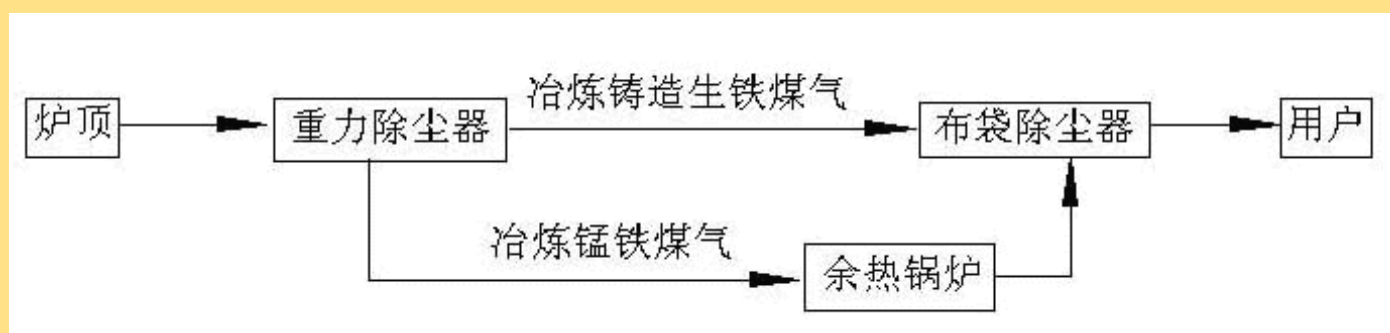 冶炼铸造生铁煤气
炉顶
重力除尘器
布袋除尘器
用户
冶炼锰铁煤气
余热锅炉